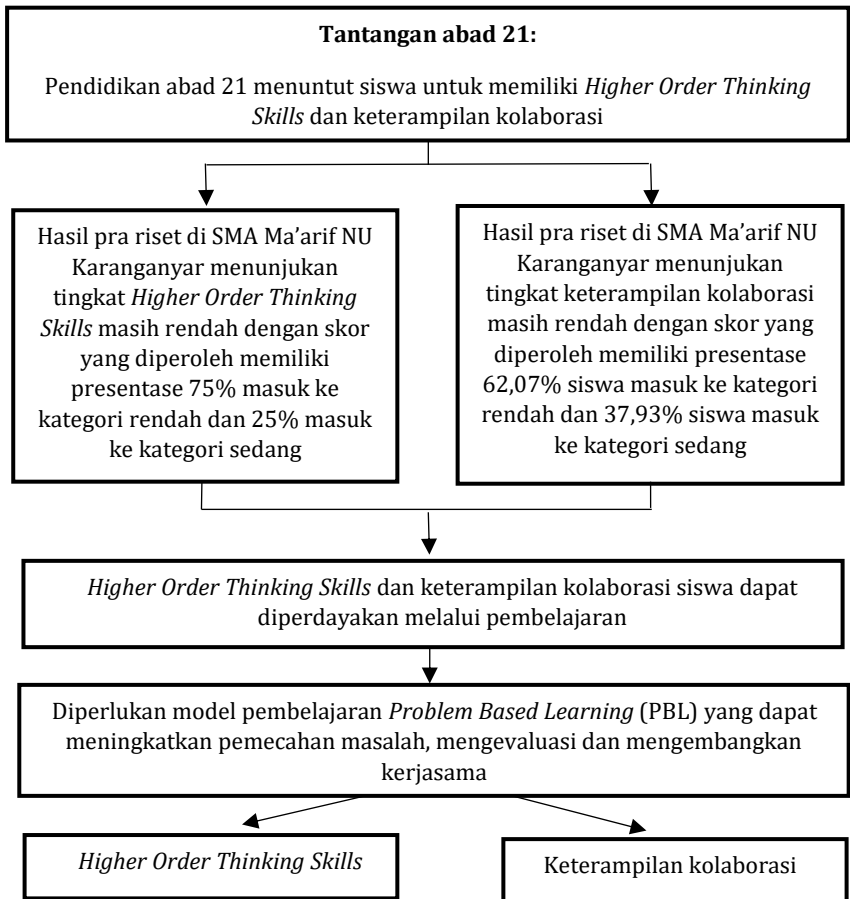 Tantangan abad 21:
Pendidikan abad 21 menuntut siswa untuk memiliki Higher Order Thinking
Skills dan keterampilan kolaborasi
Hasil pra riset di SMA Ma’arif NU
Karanganyar menunjukan
tingkat Higher Order Thinking
Skills masih rendah dengan skor
yang diperoleh memiliki
presentase 75% masuk ke
kategori rendah dan 25% masuk
ke kategori sedang
Hasil pra riset di SMA Ma’arif NU
Karanganyar menunjukan
tingkat keterampilan kolaborasi
masih rendah dengan skor yang
diperoleh memiliki presentase
62,07% siswa masuk ke kategori
rendah dan 37,93% siswa masuk
ke kategori sedang
Higher Order Thinking Skills dan keterampilan kolaborasi siswa dapat
diperdayakan melalui pembelajaran
Diperlukan model pembelajaran Problem Based Learning (PBL) yang dapat
meningkatkan pemecahan masalah, mengevaluasi dan mengembangkan
kerjasama
Higher Order Thinking Skills
Keterampilan kolaborasi